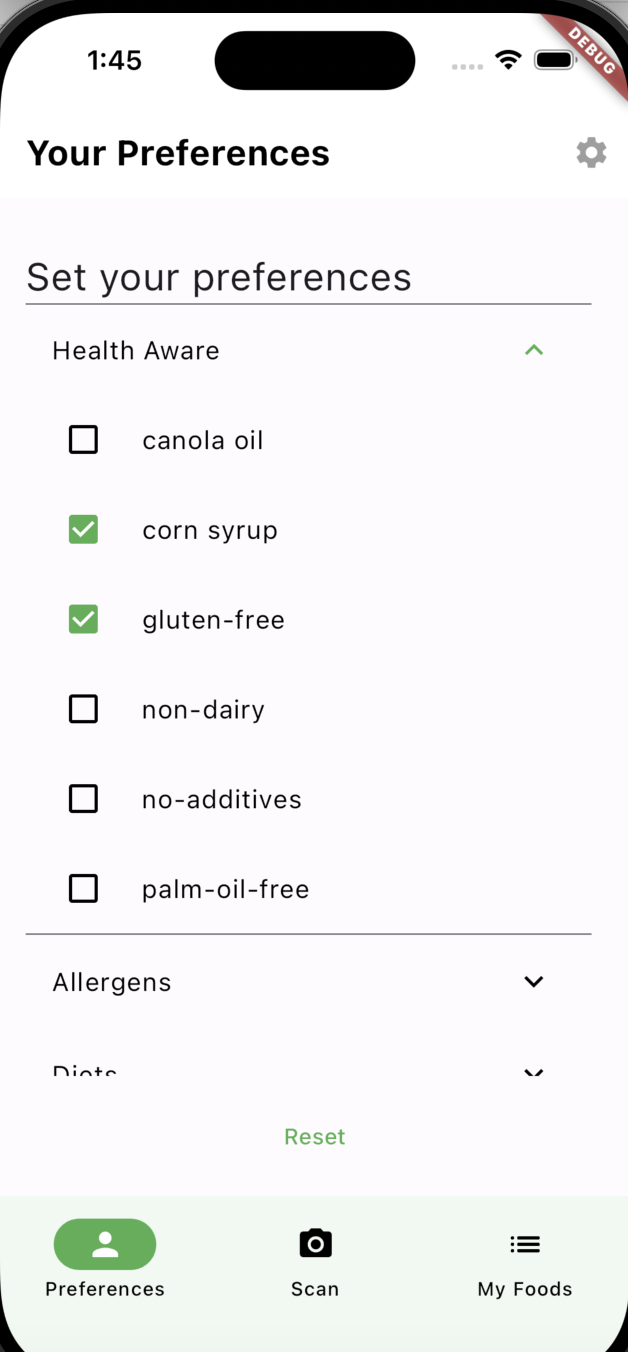 1:45
DEBUG
Your Preferences
Set your preferences
Health Aware
canola oil
corn syrup
gluten-free
non-dairy
no-additives
palm-oil-free
Allergens
Diets
Reset
Preferences
Scan
My Foods